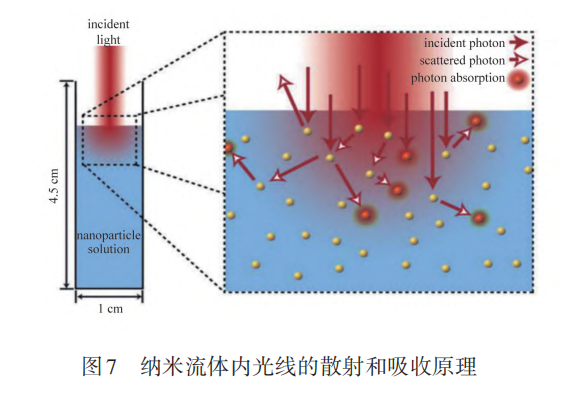 incident
light
incident photon
scattered photon
photon absorption
4.5 cm
nanoparticle
solution
1 cm
图7 纳米流体内光线的散射和吸收原理